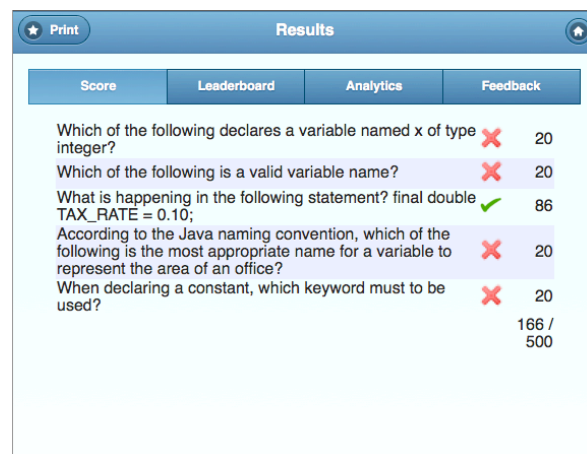 Print
Results
Score
Leaderboard
Analytics
Feedback
Which of the following declares a variable named x of type
integer?
20
Which of the following is a valid variable name?
20
What is happening in the following statement? final double
TAX_RATE = 0.10;
86
According to the Java naming convention, which of the
following is the most appropriate name for a variable to
represent the area of an office?
20
When declaring a constant, which keyword must to be
used?
20
166 /
500